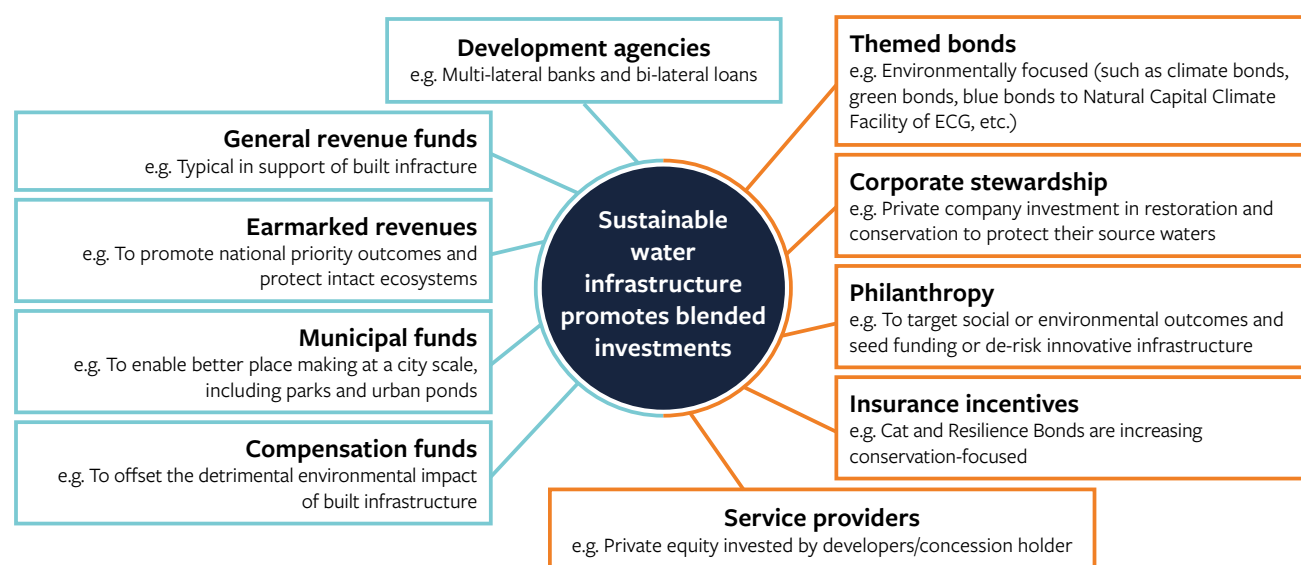 Development agencies
e.g. Multi-lateral banks and bi-lateral loans
General revenue funds
e.g. Typical in support of built infracture
Earmarked revenues
e.g. To promote national priority outcomes and
protect intact ecosystems
Municipal funds
e.g. To enable better place making at a city scale,
including parks and urban ponds
Compensation funds
e.g. To offset the detrimental environmental impact
of built infrastructure
Sustainable
water
infrastructure
promotes blended
investments
Themed bonds
e.g. Environmentally focused (such as climate bonds,
green bonds, blue bonds to Natural Capital Climate
Facility of ECG, etc.)
Corporate stewardship
e.g. Private company investment in restoration and
conservation to protect their source waters
Philanthropy
e.g. To target social or environmental outcomes and
seed funding or de-risk innovative infrastructure
Insurance incentives
e.g. Cat and Resilience Bonds are increasing
conservation-focused
Service providers
e.g. Private equity invested by developers/concession holder